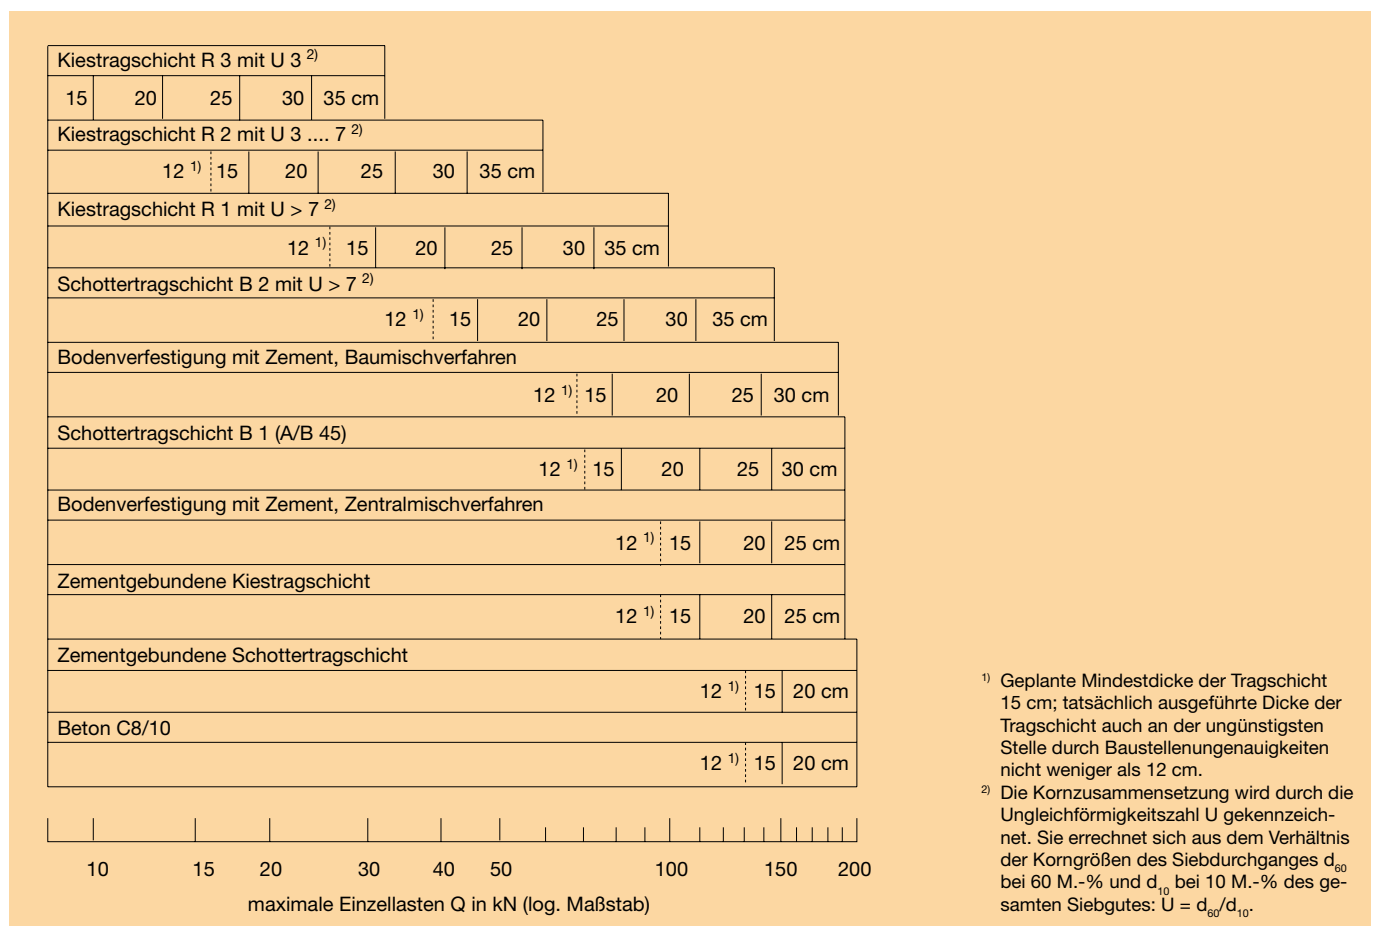 Kiestragschicht R 3 mit U 3 2)
15 20 25 30 35 cm
Kiestragschicht R 2 mit U 3 .... 7 2)
12 1) 15 20 25 30 35 cm
Kiestragschicht R 1 mit U > 7 2)
12 1) 15 20 25 30 35 cm
Schottertragschicht B 2 mit U > 7 2)
12 1) 15 20 25 30 35 cm
Bodenverfestigung mit Zement, Baumischverfahren
12 1) 15 20 25 30 cm
Schottertragschicht B 1 (A/B 45)
12 1) 15 20 25 30 cm
Bodenverfestigung mit Zement, Zentralmischverfahren
12 1) 15 20 25 cm
Zementgebundene Kiestragschicht
12 1) 15 20 25 cm
Zementgebundene Schottertragschicht
12 1) 15 20 cm
Beton C8/10
12 1) 15 20 cm
10 15 20 30 40 50 100 150 200
maximale Einzellasten Q in kN (log. Maßstab)
1) Geplante Mindestdicke der Tragschicht
15 cm; tatsächlich ausgeführte Dicke der
Tragschicht auch an der ungünstigsten
Stelle durch Baustellenungenauigkeiten
nicht weniger als 12 cm.
2) Die Kornzusammensetzung wird durch die
Ungleichförmigkeitszahl U gekennzeich-
net. Sie errechnet sich aus dem Verhältnis
der Korngrößen des Siebdurchganges d60
bei 60 M.-% und d10 bei 10 M.-% des ge-
samten Siebgutes: U = d60/d10.